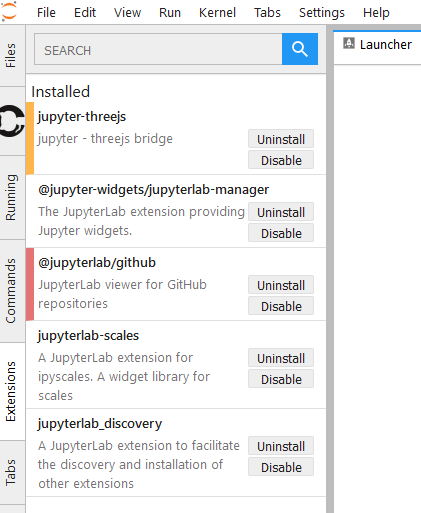 File Edit View Run Kernel Tabs Settings Help
Files
Running
Commands
Extensions
Tabs
SEARCH
Launcher
Installed
jupyter-threejs
jupyter - threejs bridge
Uninstall
Disable
@jupyter-widgets/jupyterlab-manager
The JupyterLab extension providing
Jupyter widgets.
Uninstall
Disable
@jupyterlab/github
JupyterLab viewer for GitHub
repositories
Uninstall
Disable
jupyterlab-scales
A JupyterLab extension for
ipyscales. A widget library for
scales
Uninstall
Disable
jupyterlab_discovery
A JupyterLab extension to facilitate
the discovery and installation of
other extensions
Uninstall
Disable